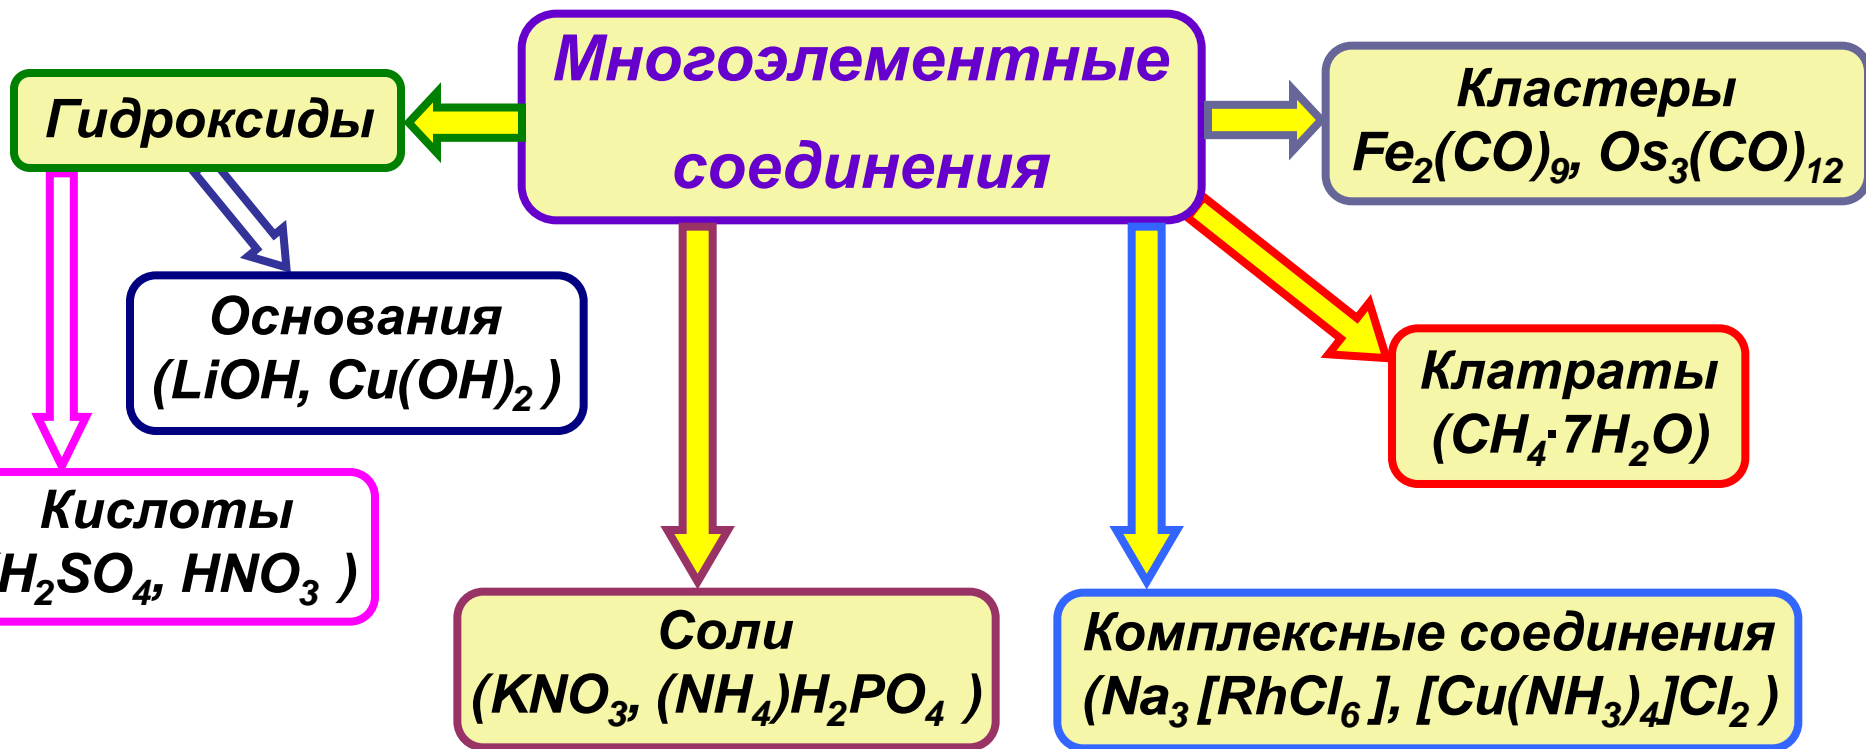 Многоэлементные
соединения
Гидроксиды
Кластеры
Fe₂(CO)₉, Os₃(CO)₁₂
Основания
(LiOH, Cu(OH)₂ )
Клатраты
(CH₄·7H₂O)
Кислоты
(H₂SO₄, HNO₃ )
Соли
(KNO₃, (NH₄)H₂PO₄ )
Комплексные соединения
(Na₃ [RhCl₆ ], [Cu(NH₃)₄]Cl₂ )